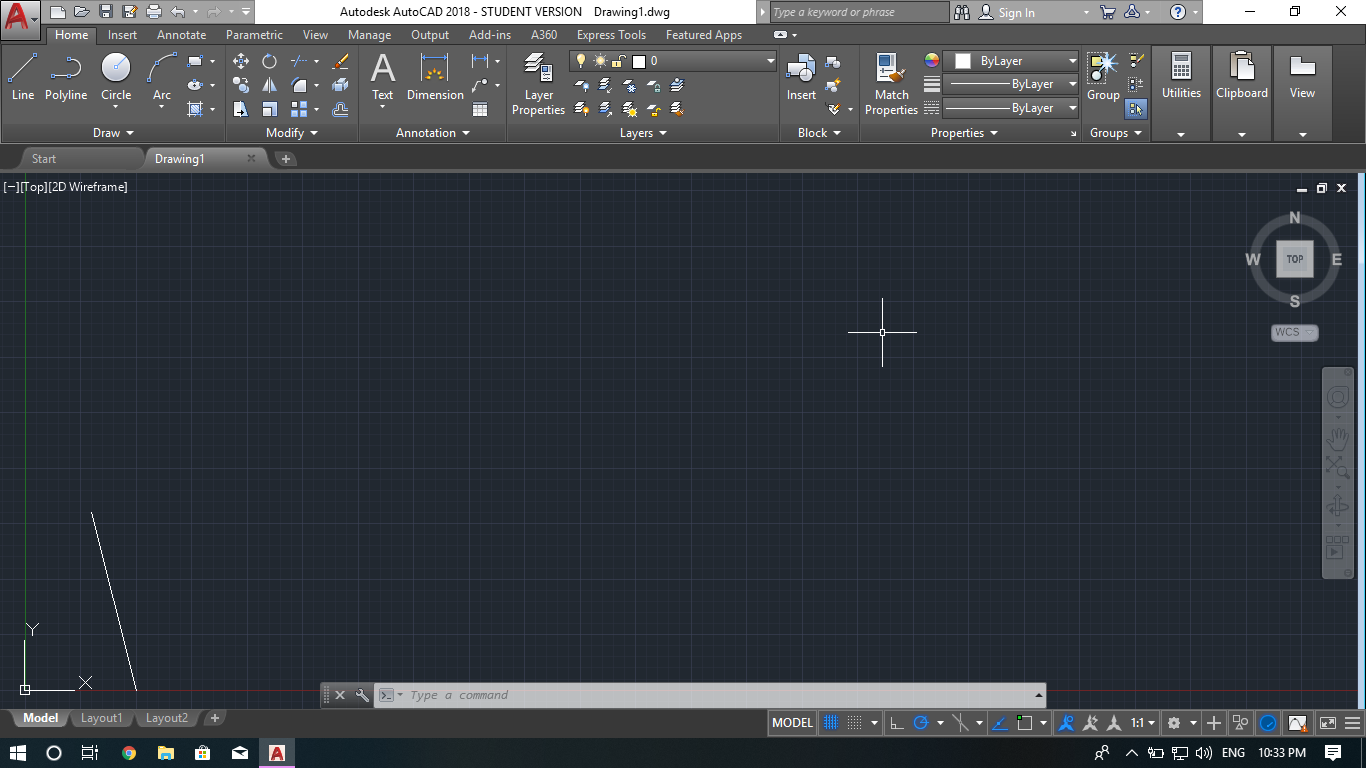 Autodesk AutoCAD 2018 - STUDENT VERSION Drawing1.dwg
Type a keyword or phrase
Sign In
Home Insert Annotate Parametric View Manage Output Add-ins A360 Express Tools Featured Apps
Line Polyline Circle Arc
Text Dimension
Layer Properties
0
Insert
Match Properties
ByLayer
ByLayer
ByLayer
Group
Utilities
Clipboard
View
Draw Modify Annotation Layers Block Properties Groups
Start Drawing1
[−][Top][2D Wireframe]
N
W TOP E
S
WCS
Y
X
Type a command
Model Layout1 Layout2
MODEL 1:1
ENG 10:33 PM